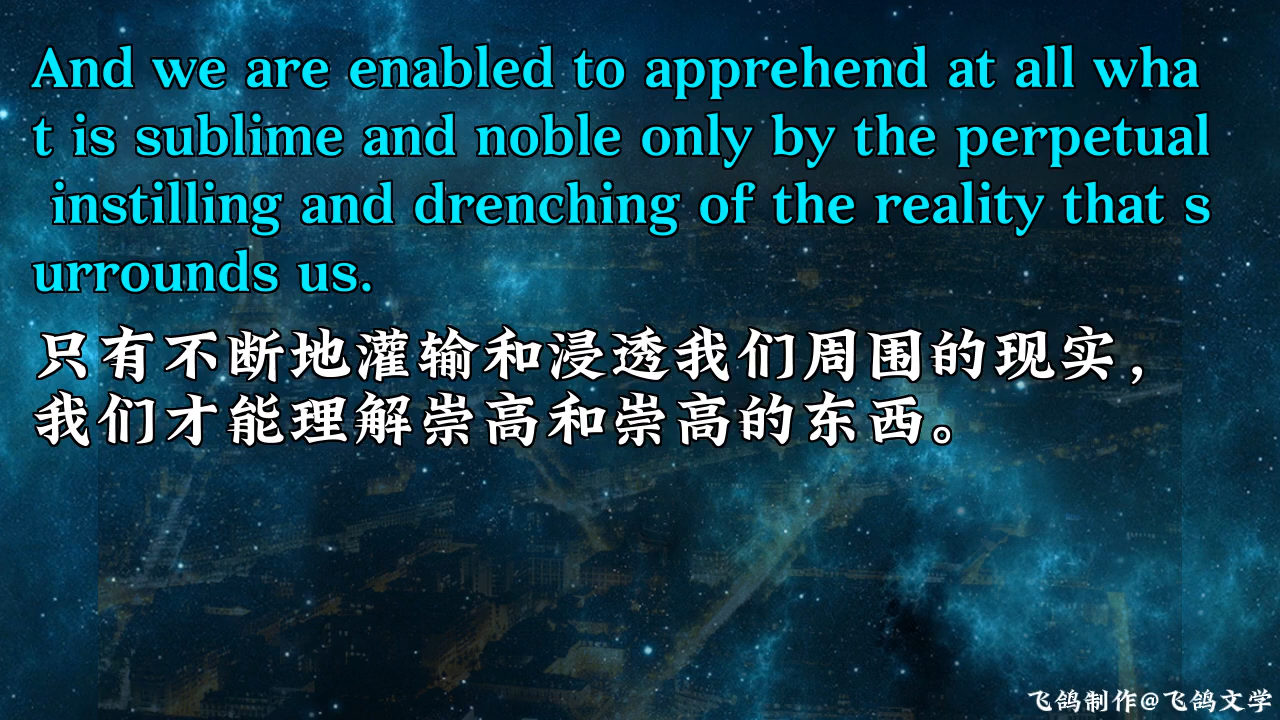 And we are enabled to apprehend at all wha
t is sublime and noble only by the perpetual
instilling and drenching of the reality that s
urrounds us.
只有不断地灌输和浸透我们周围的现实，
我们才能理解崇高和崇高的东西。
飞鸽制作@飞鸽文学